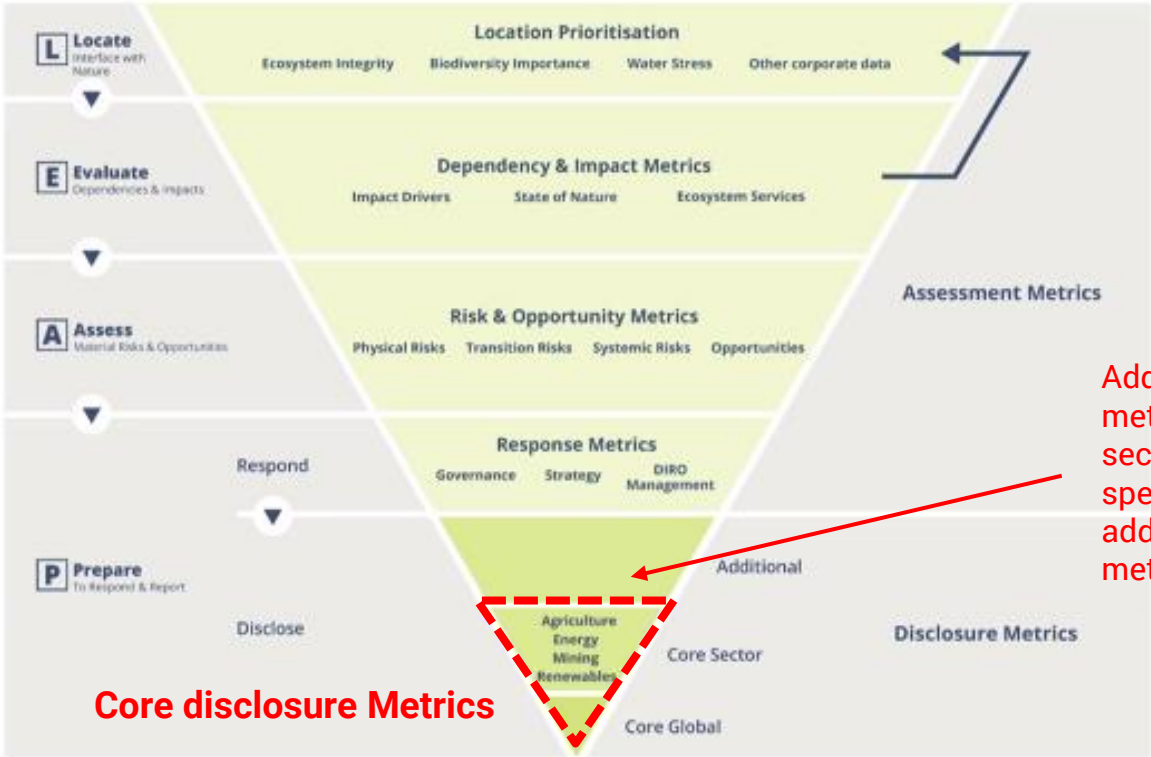 L Locate
Interface with
Nature
Location Prioritisation
Ecosystem Integrity Biodiversity Importance Water Stress Other corporate data
E Evaluate
Dependencies & Impacts
Dependency & Impact Metrics
Impact Drivers State of Nature Ecosystem Services
Assessment Metrics
A Assess
Material Risks & Opportunities
Risk & Opportunity Metrics
Physical Risks Transition Risks Systemic Risks Opportunities
Respond
Response Metrics
Governance Strategy DIRO
Management
P Prepare
To Respond & Report
Additional
Disclose
Agriculture
Energy
Mining
Renewables
Core Sector
Disclosure Metrics
Core disclosure Metrics
Core Global